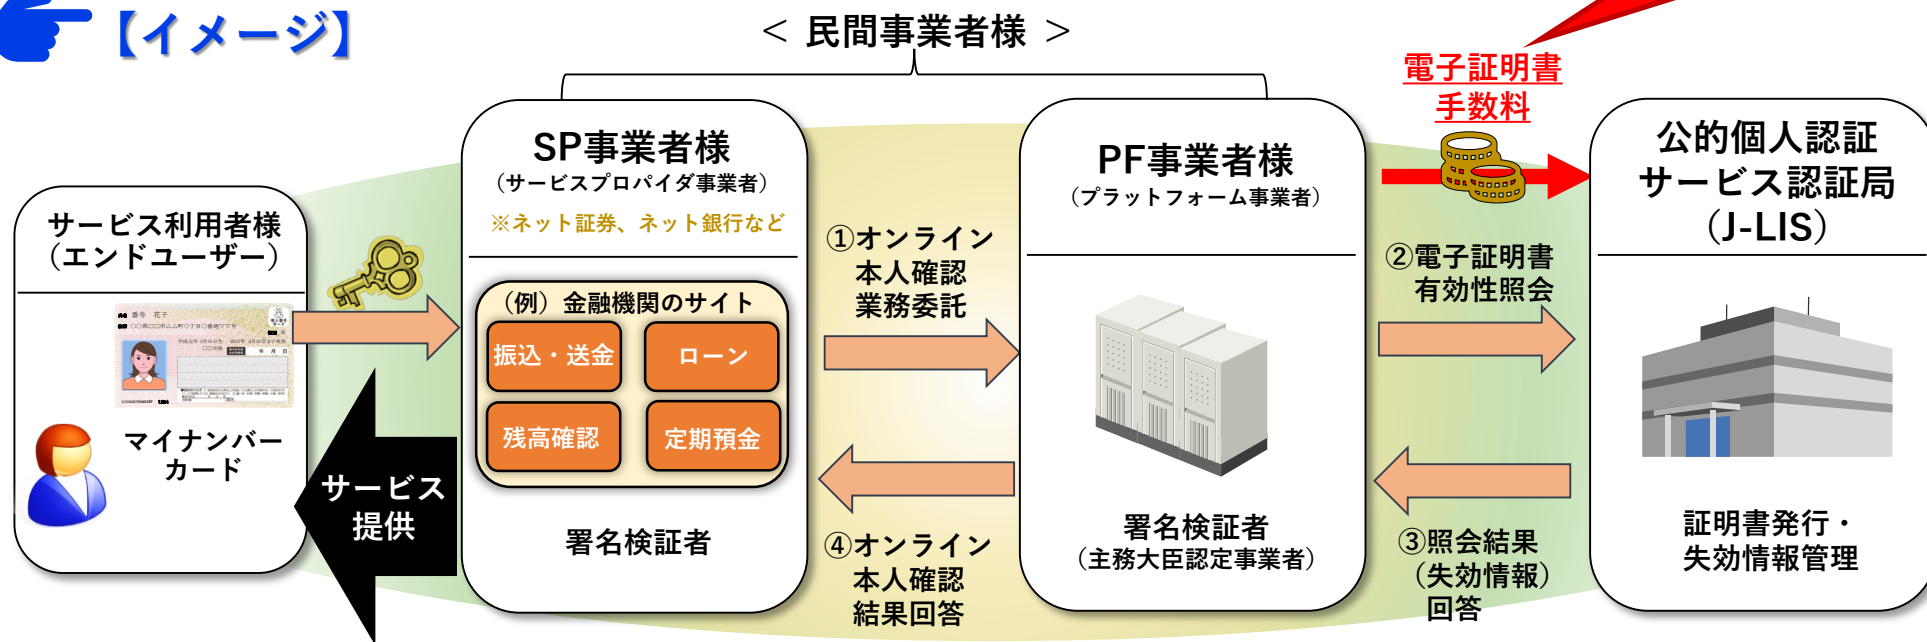 【イメージ】
＜ 民間事業者様 ＞
電子証明書
手数料
サービス利用者様
（エンドユーザー）
番号 花子
個人番号
カード
マイナンバー
カード
サービス
提供
SP事業者様
（サービスプロバイダ事業者）
※ネット証券、ネット銀行など
（例）金融機関のサイト
振込・送金
ローン
残高確認
定期預金
署名検証者
①オンライン
本人確認
業務委託
④オンライン
本人確認
結果回答
PF事業者様
（プラットフォーム事業者）
署名検証者
（主務大臣認定事業者）
②電子証明書
有効性照会
③照会結果
（失効情報）
回答
公的個人認証
サービス認証局
（J-LIS）
証明書発行・
失効情報管理